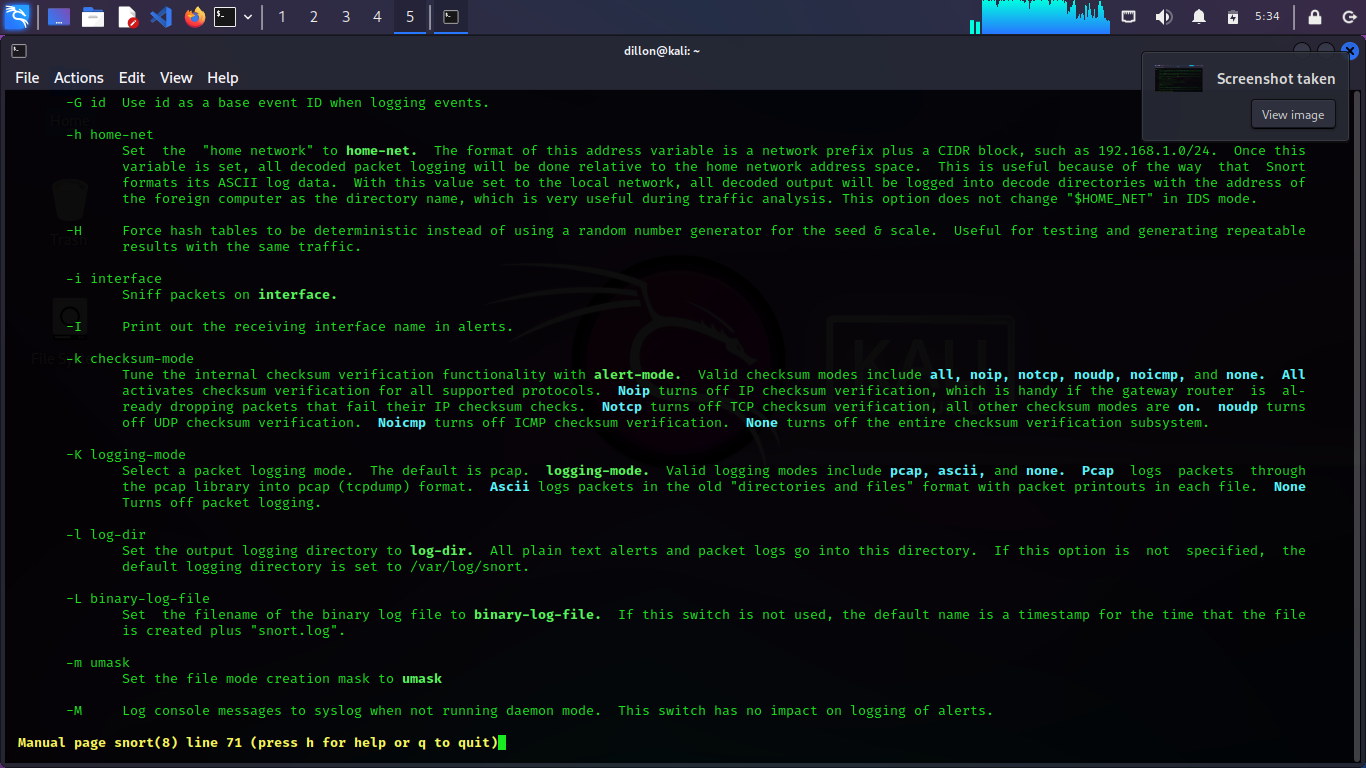 1 2 3 4 5 5:34
dillon@kali: ~
File Actions Edit View Help
Screenshot taken
View image
-G id Use id as a base event ID when logging events.
-h home-net
Set the "home network" to home-net. The format of this address variable is a network prefix plus a CIDR block, such as 192.168.1.0/24. Once this
variable is set, all decoded packet logging will be done relative to the home network address space. This is useful because of the way that Snort
formats its ASCII log data. With this value set to the local network, all decoded output will be logged into decode directories with the address of
the foreign computer as the directory name, which is very useful during traffic analysis. This option does not change "$HOME_NET" in IDS mode.
-H Force hash tables to be deterministic instead of using a random number generator for the seed & scale. Useful for testing and generating repeatable
results with the same traffic.
-i interface
Sniff packets on interface.
-I Print out the receiving interface name in alerts.
-k checksum-mode
Tune the internal checksum verification functionality with alert-mode. Valid checksum modes include all, noip, notcp, noudp, noicmp, and none. All
activates checksum verification for all supported protocols. Noip turns off IP checksum verification, which is handy if the gateway router is al-
ready dropping packets that fail their IP checksum checks. Notcp turns off TCP checksum verification, all other checksum modes are on. noudp turns
off UDP checksum verification. Noicmp turns off ICMP checksum verification. None turns off the entire checksum verification subsystem.
-K logging-mode
Select a packet logging mode. The default is pcap. logging-mode. Valid logging modes include pcap, ascii, and none. Pcap logs packets through
the pcap library into pcap (tcpdump) format. Ascii logs packets in the old "directories and files" format with packet printouts in each file. None
Turns off packet logging.
-l log-dir
Set the output logging directory to log-dir. All plain text alerts and packet logs go into this directory. If this option is not specified, the
default logging directory is set to /var/log/snort.
-L binary-log-file
Set the filename of the binary log file to binary-log-file. If this switch is not used, the default name is a timestamp for the time that the file
is created plus "snort.log".
-m umask
Set the file mode creation mask to umask
-M Log console messages to syslog when not running daemon mode. This switch has no impact on logging of alerts.
Manual page snort(8) line 71 (press h for help or q to quit)
Home
Trash
KALI